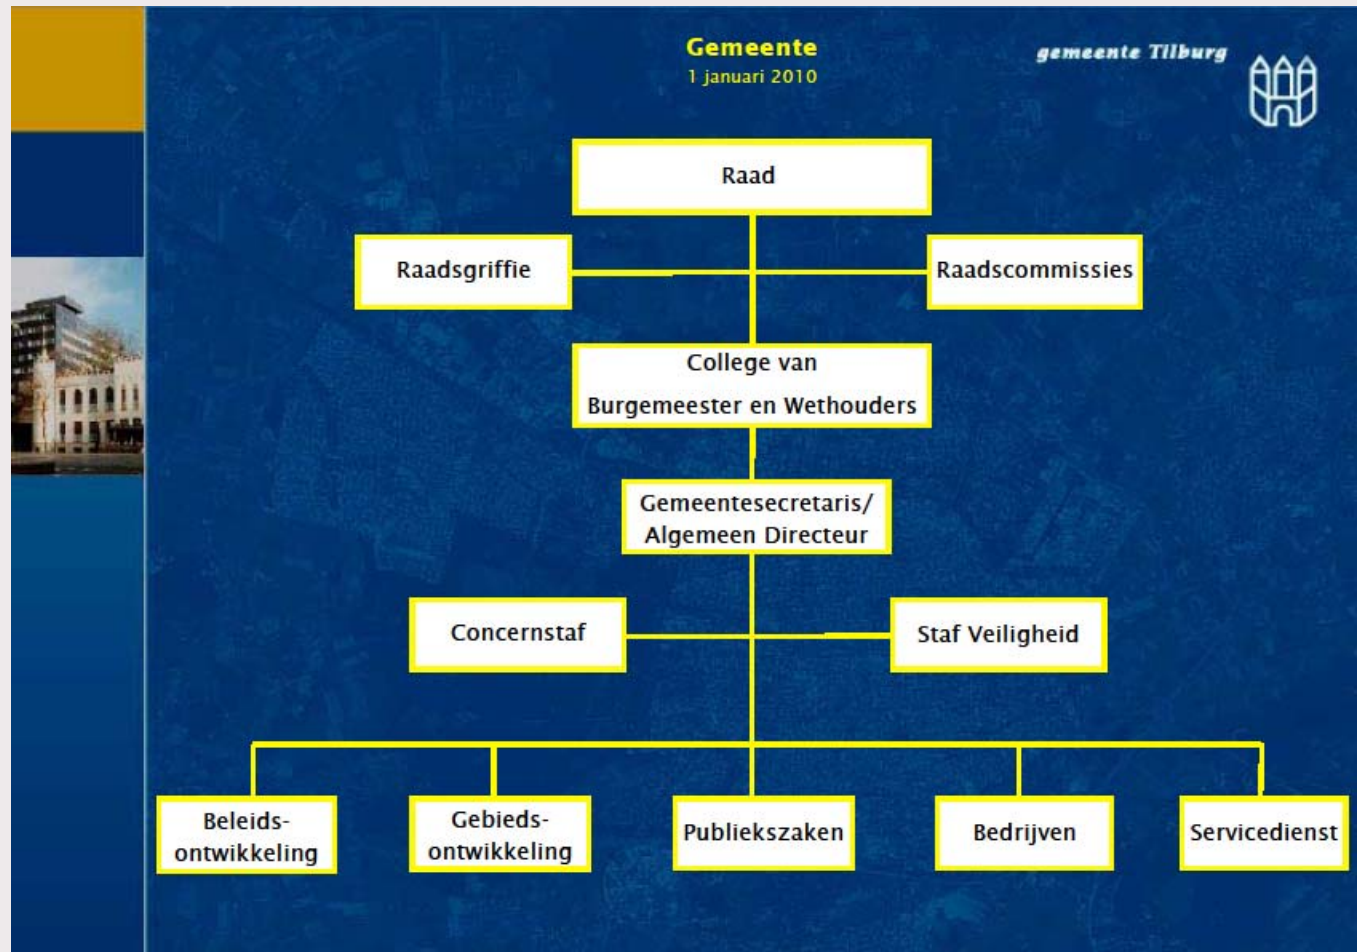 Gemeente
1 januari 2010
gemeente Tilburg
Raad
Raadsgriffie
Raadscommissies
College van
Burgemeester en Wethouders
Gemeentesecretaris/
Algemeen Directeur
Concernstaf
Staf Veiligheid
Beleids-
ontwikkeling
Gebieds-
ontwikkeling
Publiekszaken
Bedrijven
Servicedienst